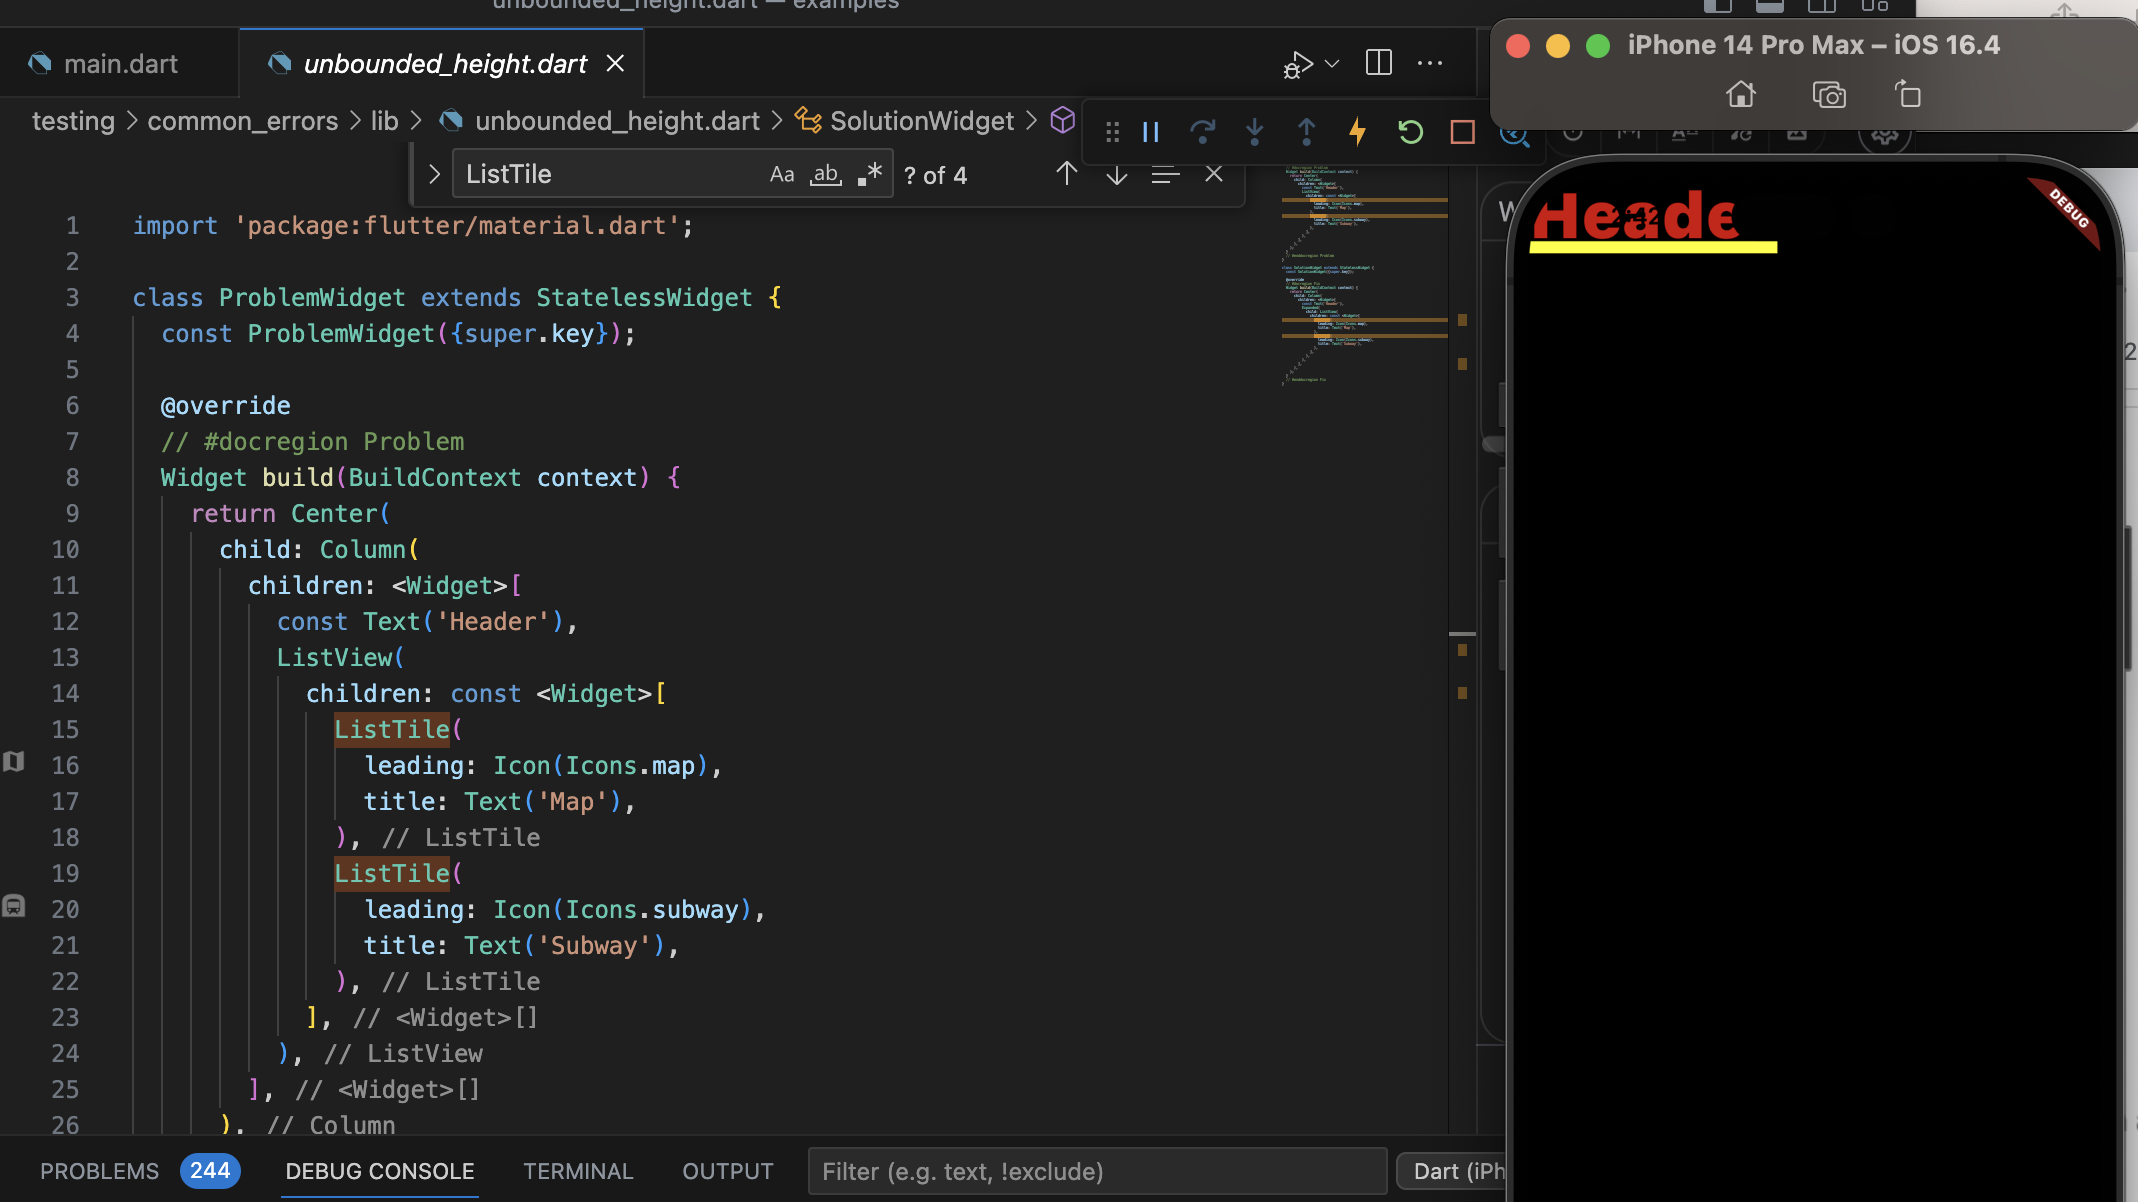 unbounded_height.dart — examples
main.dart
unbounded_height.dart
iPhone 14 Pro Max – iOS 16.4
testing > common_errors > lib > unbounded_height.dart > SolutionWidget >
ListTile
Aa ab .* ? of 4
1 import 'package:flutter/material.dart';
2
3 class ProblemWidget extends StatelessWidget {
4 const ProblemWidget({super.key});
5
6 @override
7 // #docregion Problem
8 Widget build(BuildContext context) {
9 return Center(
10 child: Column(
11 children: <Widget>[
12 const Text('Header'),
13 ListView(
14 children: const <Widget>[
15 ListTile(
16 leading: Icon(Icons.map),
17 title: Text('Map'),
18 ), // ListTile
19 ListTile(
20 leading: Icon(Icons.subway),
21 title: Text('Subway'),
22 ), // ListTile
23 ], // <Widget>[]
24 ), // ListView
25 ], // <Widget>[]
26 ), // Column
PROBLEMS 244 DEBUG CONSOLE TERMINAL OUTPUT Filter (e.g. text, !exclude) Dart (iPh
Heade
DEBUG